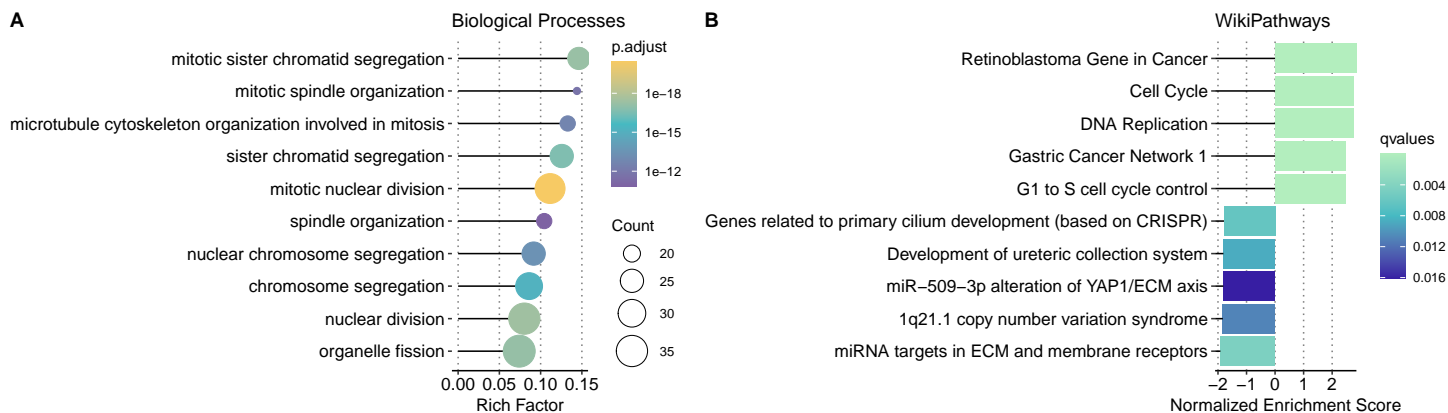 A
Biological Processes
mitotic sister chromatid segregation
mitotic spindle organization
microtubule cytoskeleton organization involved in mitosis
sister chromatid segregation
mitotic nuclear division
spindle organization
nuclear chromosome segregation
chromosome segregation
nuclear division
organelle fission
0.00 0.05 0.10 0.15
Rich Factor
p.adjust
1e−18
1e−15
1e−12
Count
20
25
30
35
B
WikiPathways
Retinoblastoma Gene in Cancer
Cell Cycle
DNA Replication
Gastric Cancer Network 1
G1 to S cell cycle control
Genes related to primary cilium development (based on CRISPR)
Development of ureteric collection system
miR−509−3p alteration of YAP1/ECM axis
1q21.1 copy number variation syndrome
miRNA targets in ECM and membrane receptors
−2 −1 0 1 2
Normalized Enrichment Score
qvalues
0.004
0.008
0.012
0.016